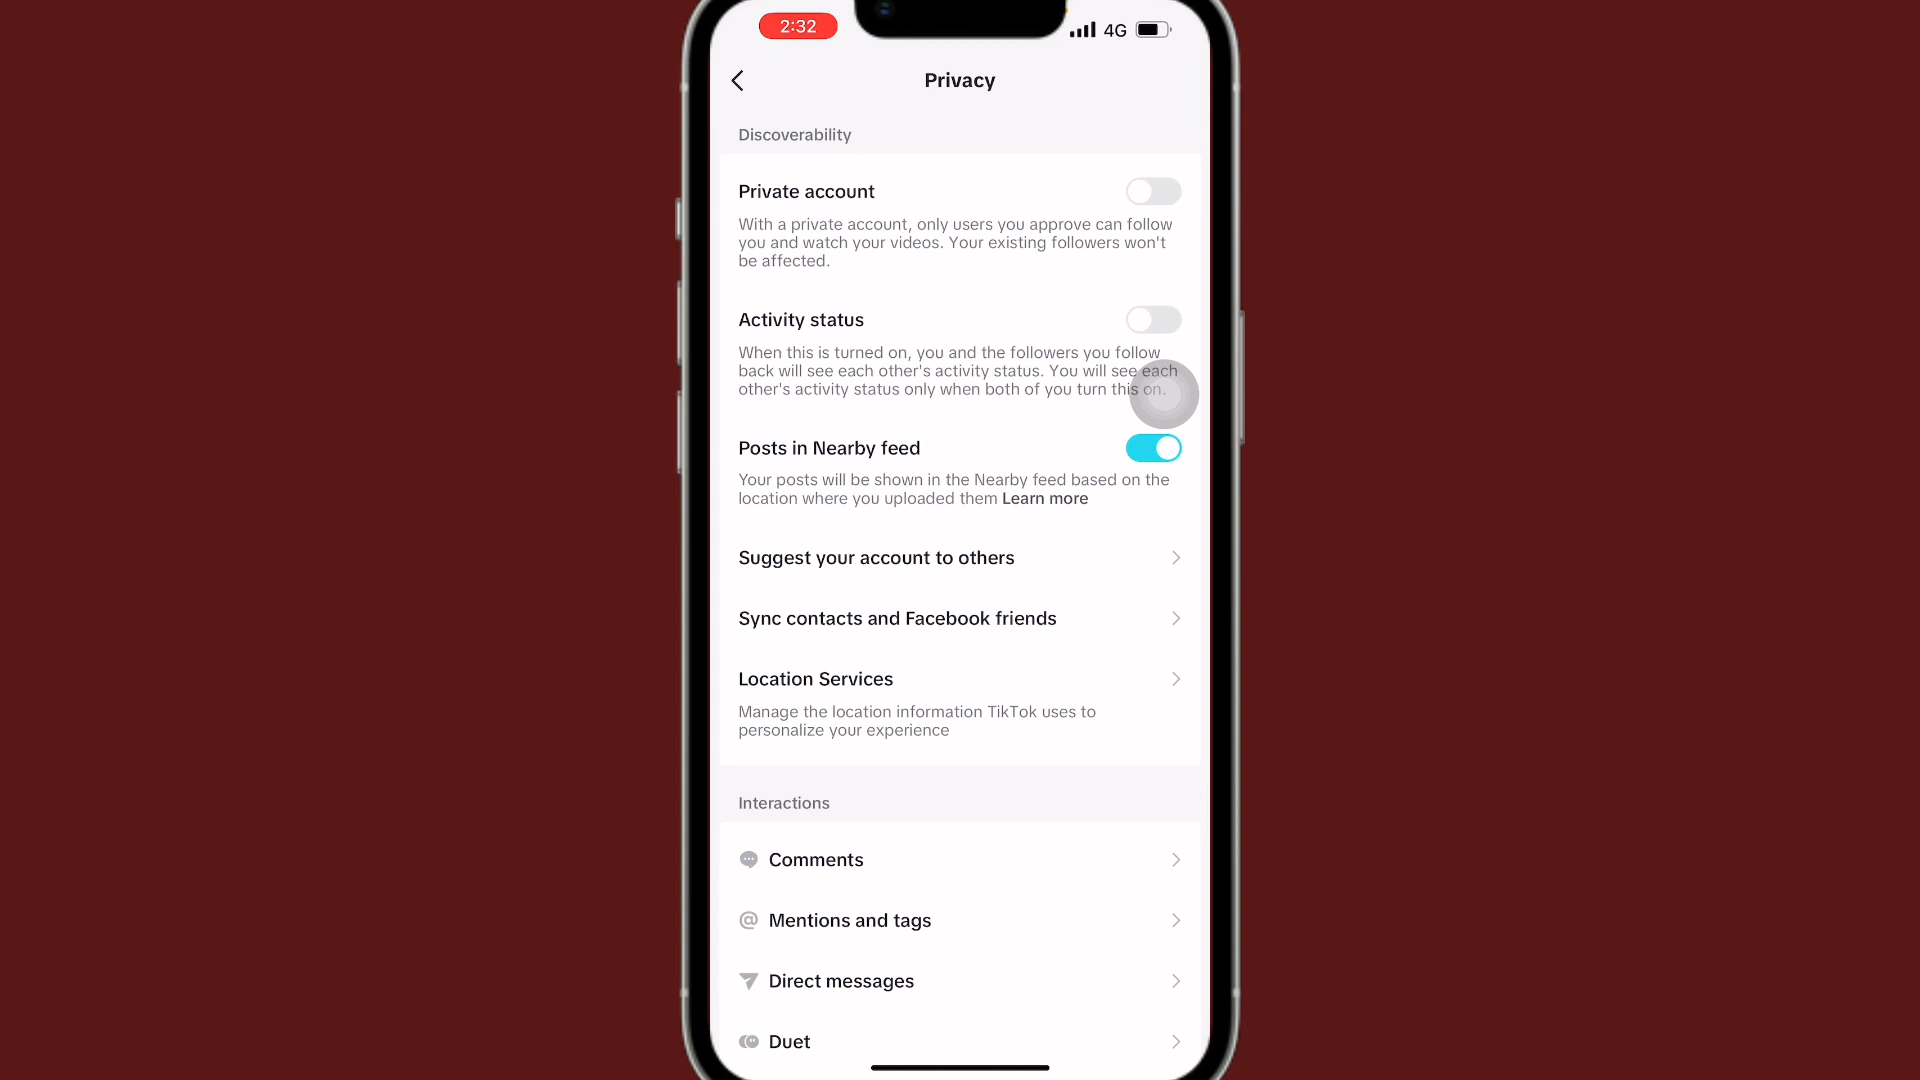 2:32
4G
Privacy
Discoverability
Private account
With a private account, only users you approve can follow
you and watch your videos. Your existing followers won't
be affected.
Activity status
When this is turned on, you and the followers you follow
back will see each other's activity status. You will see each
other's activity status only when both of you turn this on.
Posts in Nearby feed
Your posts will be shown in the Nearby feed based on the
location where you uploaded them Learn more
Suggest your account to others
Sync contacts and Facebook friends
Location Services
Manage the location information TikTok uses to
personalize your experience
Interactions
Comments
Mentions and tags
Direct messages
Duet